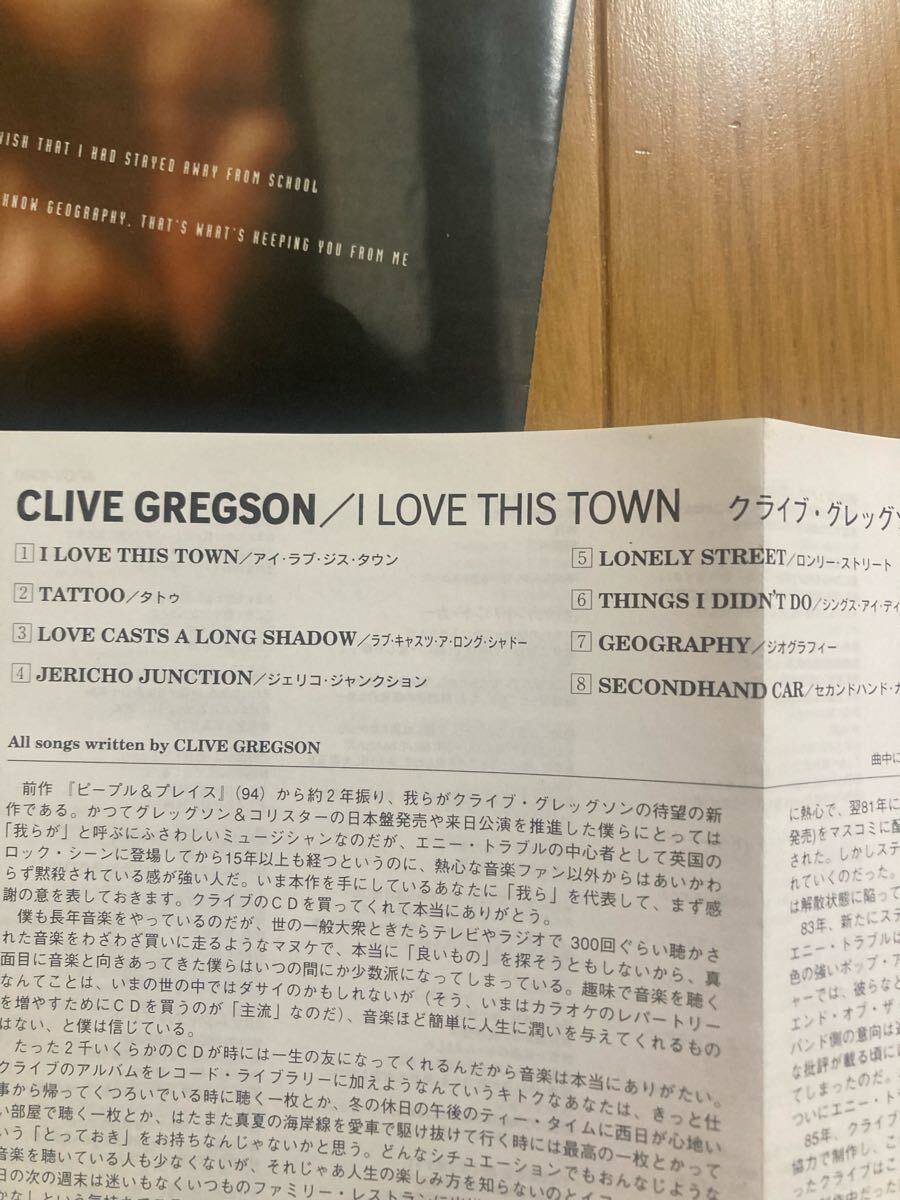 WISH THAT I HAD STAYED AWAY FROM SCHOOL
KNOW GEOGRAPHY. THAT'S WHAT'S KEEPING YOU FROM ME
CLIVE GREGSON/I LOVE THIS TOWN クライブ・グレッグソ
1 I LOVE THIS TOWN/アイ・ラブ・ジス・タウン
2 TATTOO/タトゥ
3 LOVE CASTS A LONG SHADOW/ラブ・キャスツ・ア・ロング・シャドー
4 JERICHO JUNCTION/ジェリコ・ジャンクション
5 LONELY STREET/ロンリー・ストリート
6 THINGS I DIDN'T DO/シングス・アイ・ディ
7 GEOGRAPHY/ジオグラフィー
8 SECONDHAND CAR/セカンドハンド・カ
All songs written by CLIVE GREGSON
曲中に
前作『ピープル&プレイス』(94) から約2年振り、我らがクライブ・グレッグソンの待望の新
作である。かつてグレッグソン&コリスターの日本盤発売や来日公演を推進した僕らにとっては
「我らが」と呼ぶにふさわしいミュージシャンなのだが、エニー・トラブルの中心者として英国の
ロック・シーンに登場してから15年以上も経つというのに、熱心な音楽ファン以外からはあいかわ
らず黙殺されている感が強い人だ。いま本作を手にしているあなたに「我ら」を代表して、まず感
謝の意を表しておきます。クライブのCDを買ってくれて本当にありがとう。
僕も長年音楽をやっているのだが、世の一般大衆ときたらテレビやラジオで300回ぐらい聴かさ
れた音楽をわざわざ買いに走るようなマヌケで、本当に「良いもの」を探そうともしないから、真
面目に音楽と向きあってきた僕らはいつの間にか少数派になってしまっている。趣味で音楽を聴く
なんてことは、いまの世の中ではダサイのかもしれないが(そう、いまはカラオケのレパートリー
を増やすためにCDを買うのが「主流」なのだ)、音楽ほど簡単に人生に潤いを与えてくれるもの
はない、と僕は信じている。
たった2千いくらかのCDが時には一生の友になってくれるんだから音楽は本当にありがたい。
クライブのアルバムをレコード・ライブラリーに加えようなんていうキトクなあなたは、きっと仕
事から帰ってくつろいでいる時に聴く一枚とか、冬の休日の午後のティー・タイムに西日が心地い
い部屋で聴く一枚とか、はたまた真夏の海岸線を愛車で駆け抜けて行く時には最高の一枚とかって
いう「とっておき」をお持ちなんじゃないかと思う。どんなシチュエーションでもおんなじような
音楽を聴いている人も少なくないが、それじゃあ人生の楽しみ方を知らないのとイコ
日の次の週末は迷いもなくいつものファミリー・レストランに
に熱心で、翌81年に
発売)をマスコミに配
された。しかしステ
れていくのだった。
は解散状態に陥って
83年、新たにステ
エニー・トラブルは
色の強いポップ・ア
ャーでは、彼らなど
エンド・オブ・ザ・
バンド側の意向は
な批評が載る頃に
てしまったのだ。
ついにエニー・トラ
85年、クライブ
協力で制作し、こ
ったクライブはこ